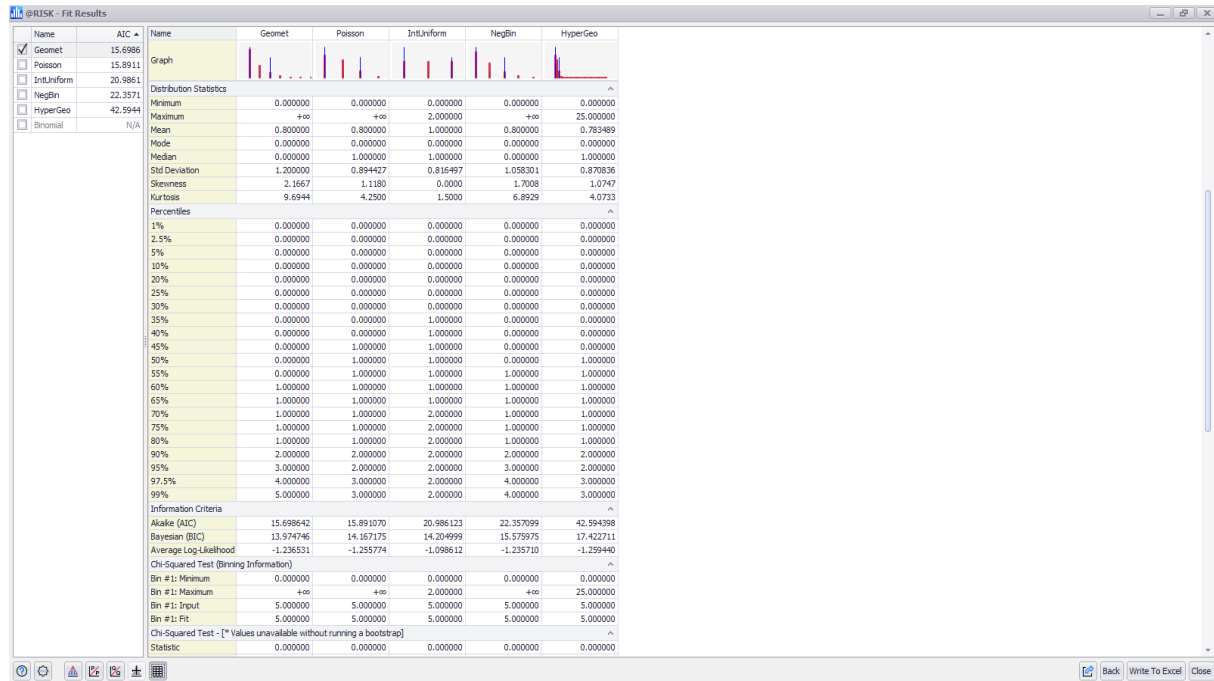 @RISK - Fit Results
Name AIC
Geomet 15.6986
Poisson 15.8911
IntUniform 20.9861
NegBin 22.3571
HyperGeo 42.5944
Binomial N/A
Name Geomet Poisson IntUniform NegBin HyperGeo
Graph
Distribution Statistics
Minimum 0.000000 0.000000 0.000000 0.000000 0.000000
Maximum +∞ +∞ 2.000000 +∞ 25.000000
Mean 0.800000 0.800000 1.000000 0.800000 0.783489
Mode 0.000000 0.000000 0.000000 0.000000 0.000000
Median 0.000000 1.000000 1.000000 0.000000 1.000000
Std Deviation 1.200000 0.894427 0.816497 1.058301 0.870836
Skewness 2.1667 1.1180 0.0000 1.7008 1.0747
Kurtosis 9.6944 4.2500 1.5000 6.8929 4.0733
Percentiles
1% 0.000000 0.000000 0.000000 0.000000 0.000000
2.5% 0.000000 0.000000 0.000000 0.000000 0.000000
5% 0.000000 0.000000 0.000000 0.000000 0.000000
10% 0.000000 0.000000 0.000000 0.000000 0.000000
20% 0.000000 0.000000 0.000000 0.000000 0.000000
25% 0.000000 0.000000 0.000000 0.000000 0.000000
30% 0.000000 0.000000 0.000000 0.000000 0.000000
35% 0.000000 0.000000 1.000000 0.000000 0.000000
40% 0.000000 0.000000 1.000000 0.000000 0.000000
45% 0.000000 1.000000 1.000000 0.000000 0.000000
50% 0.000000 1.000000 1.000000 0.000000 1.000000
55% 0.000000 1.000000 1.000000 0.000000 1.000000
60% 1.000000 1.000000 1.000000 1.000000 1.000000
65% 1.000000 1.000000 1.000000 1.000000 1.000000
70% 1.000000 1.000000 2.000000 1.000000 1.000000
75% 1.000000 1.000000 2.000000 1.000000 1.000000
80% 1.000000 1.000000 2.000000 1.000000 1.000000
90% 2.000000 2.000000 2.000000 2.000000 2.000000
95% 3.000000 2.000000 2.000000 3.000000 2.000000
97.5% 4.000000 3.000000 2.000000 4.000000 3.000000
99% 5.000000 3.000000 2.000000 4.000000 3.000000
Information Criteria
Akaike (AIC) 15.698642 15.891070 20.986123 22.357099 42.594398
Bayesian (BIC) 13.974746 14.167175 14.204999 15.575975 17.422711
Average Log-Likelihood -1.236531 -1.255774 -1.098612 -1.235710 -1.259440
Chi-Squared Test (Binning Information)
Bin #1: Minimum 0.000000 0.000000 0.000000 0.000000 0.000000
Bin #1: Maximum +∞ +∞ 2.000000 +∞ 25.000000
Bin #1: Input 5.000000 5.000000 5.000000 5.000000 5.000000
Bin #1: Fit 5.000000 5.000000 5.000000 5.000000 5.000000
Chi-Squared Test - [* Values unavailable without running a bootstrap]
Statistic 0.000000 0.000000 0.000000 0.000000 0.000000
Back Write To Excel Close